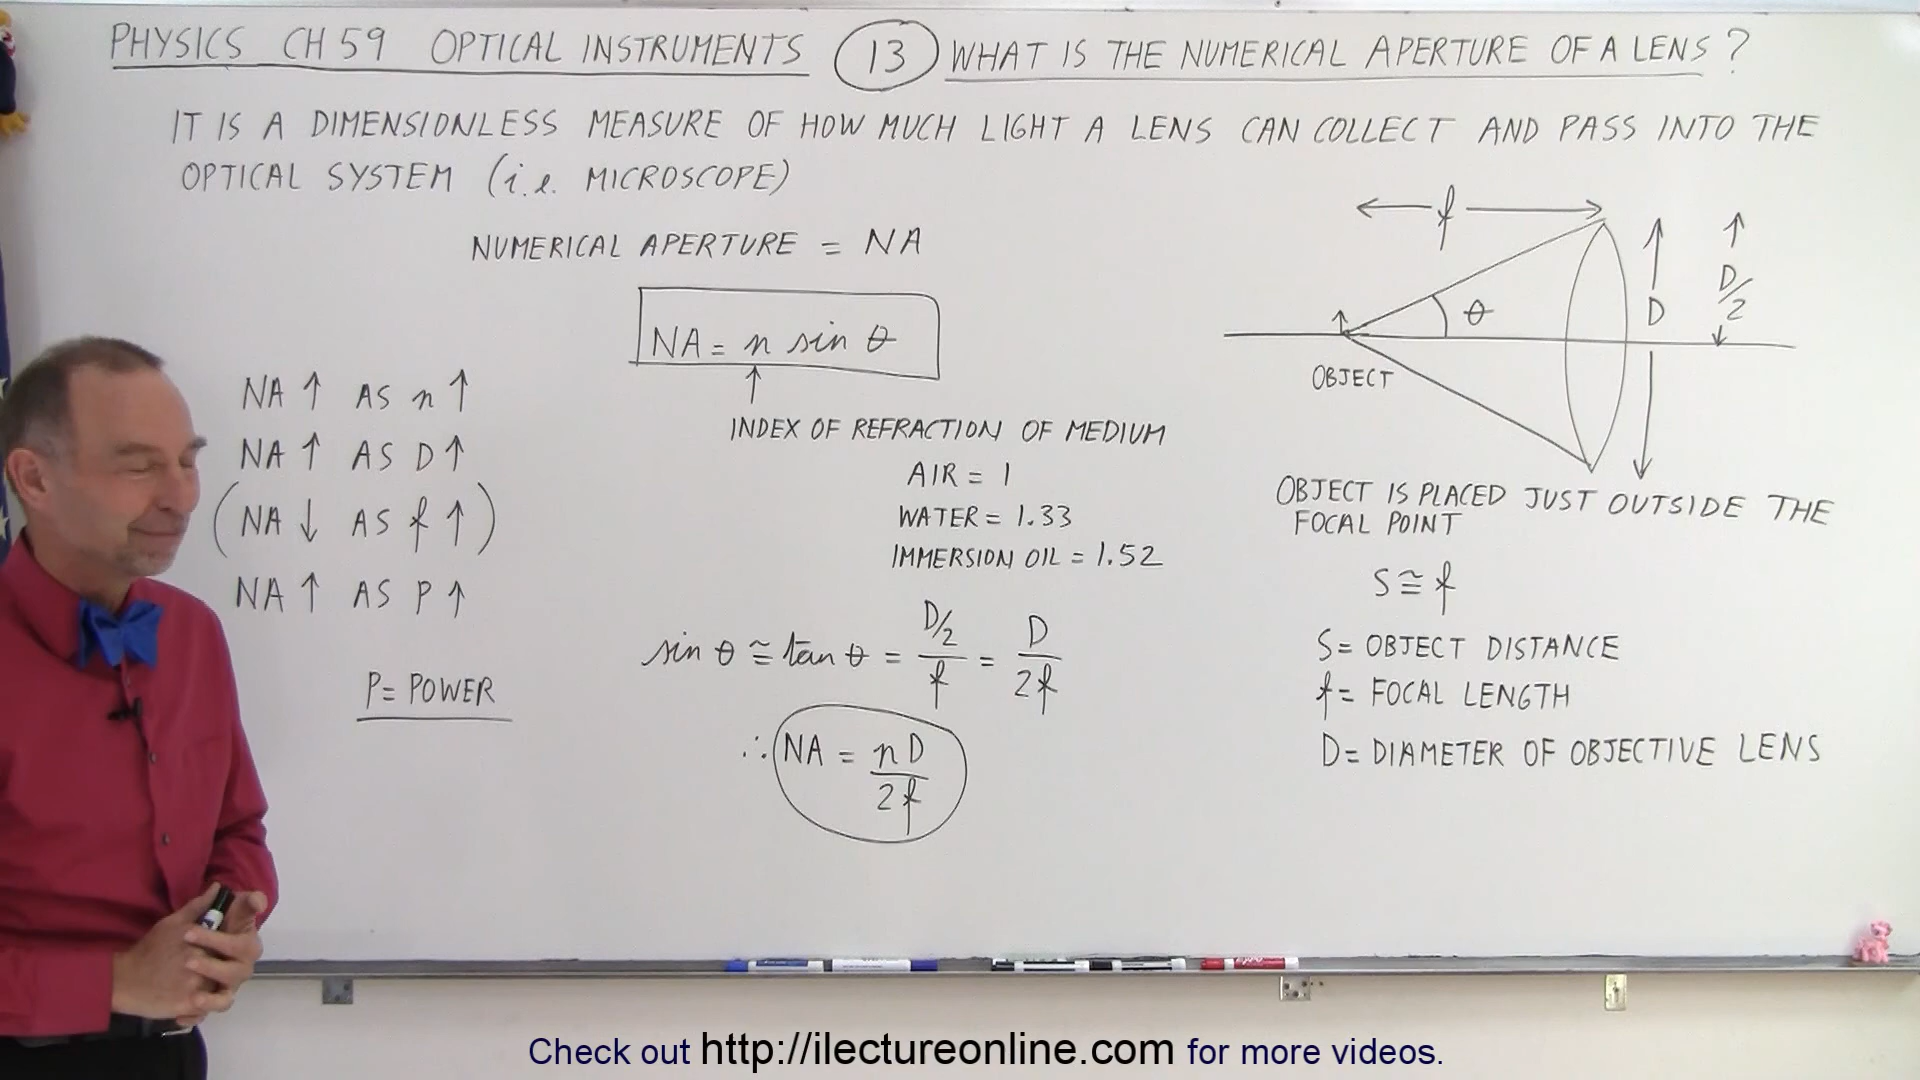 PHYSICS CH 59 OPTICAL INSTRUMENTS 13 WHAT IS THE NUMERICAL APERTURE OF A LENS?
IT IS A DIMENSIONLESS MEASURE OF HOW MUCH LIGHT A LENS CAN COLLECT AND PASS INTO THE
OPTICAL SYSTEM (i.e. MICROSCOPE)
NUMERICAL APERTURE = NA
NA = n sin θ
↑
INDEX OF REFRACTION OF MEDIUM
AIR = 1
WATER = 1.33
IMMERSION OIL = 1.52
NA ↑ AS n ↑
NA ↑ AS D ↑
(NA ↓ AS f ↑)
NA ↑ AS P ↑
P = POWER
sin θ ≅ tan θ = D/2 / f = D / 2f
∴ NA = nD / 2f
← f →
θ
D
D/2
OBJECT
OBJECT IS PLACED JUST OUTSIDE THE
FOCAL POINT
S ≅ f
S = OBJECT DISTANCE
f = FOCAL LENGTH
D = DIAMETER OF OBJECTIVE LENS
Check out http://ilectureonline.com for more videos.